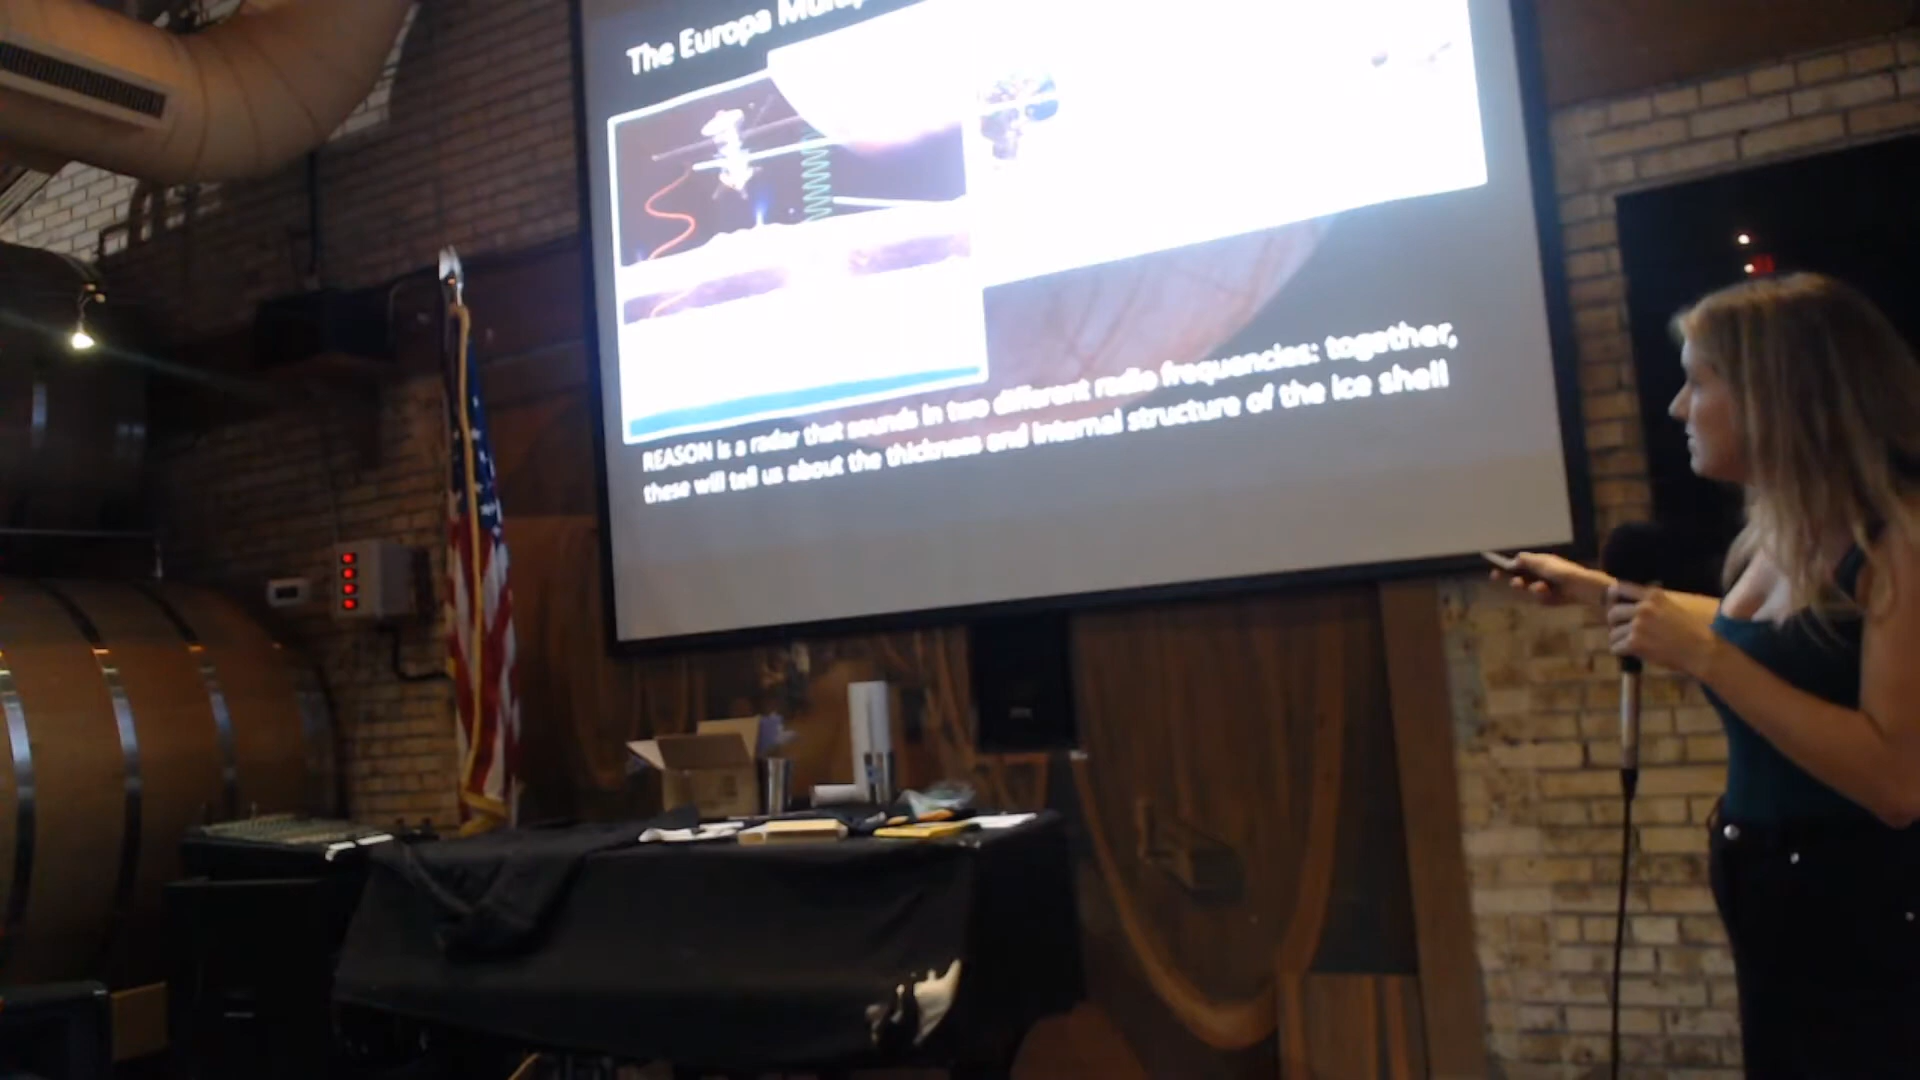 The Europa
REASON is a radar that sounds in two different radio frequencies: together,
these will tell us about the thickness and internal structure of the ice shell